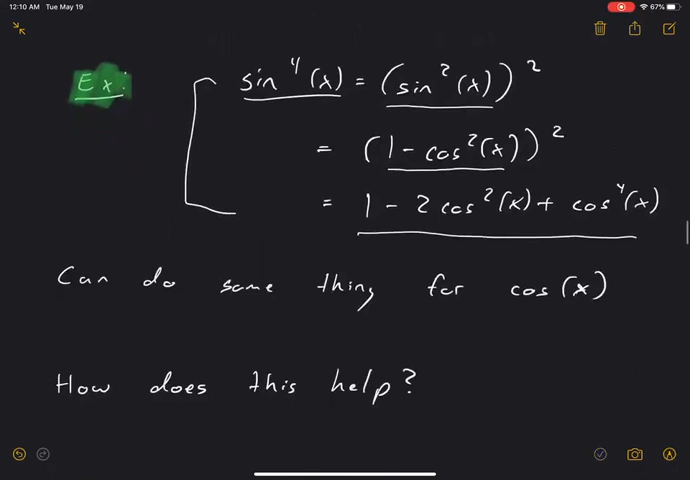 12:10 AM Tue May 19 67%
Ex: sin⁴(x) = (sin²(x))²
= (1 - cos²(x))²
= 1 - 2cos²(x) + cos⁴(x)
Can do same thing for cos(x)
How does this help?